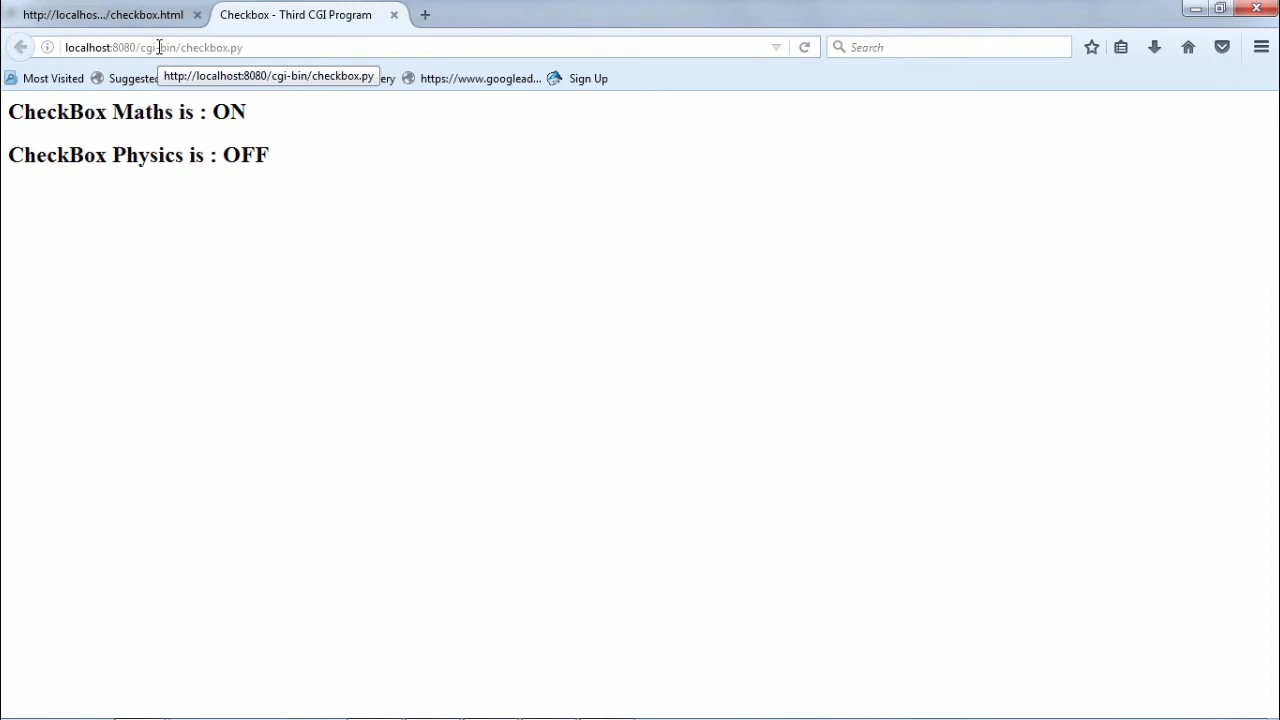 http://localhos.../checkbox.html
Checkbox - Third CGI Program
localhost:8080/cgi-bin/checkbox.py
Search
Most Visited
Suggested
http://localhost:8080/cgi-bin/checkbox.py
ery
https://www.googlead...
Sign Up
CheckBox Maths is : ON
CheckBox Physics is : OFF